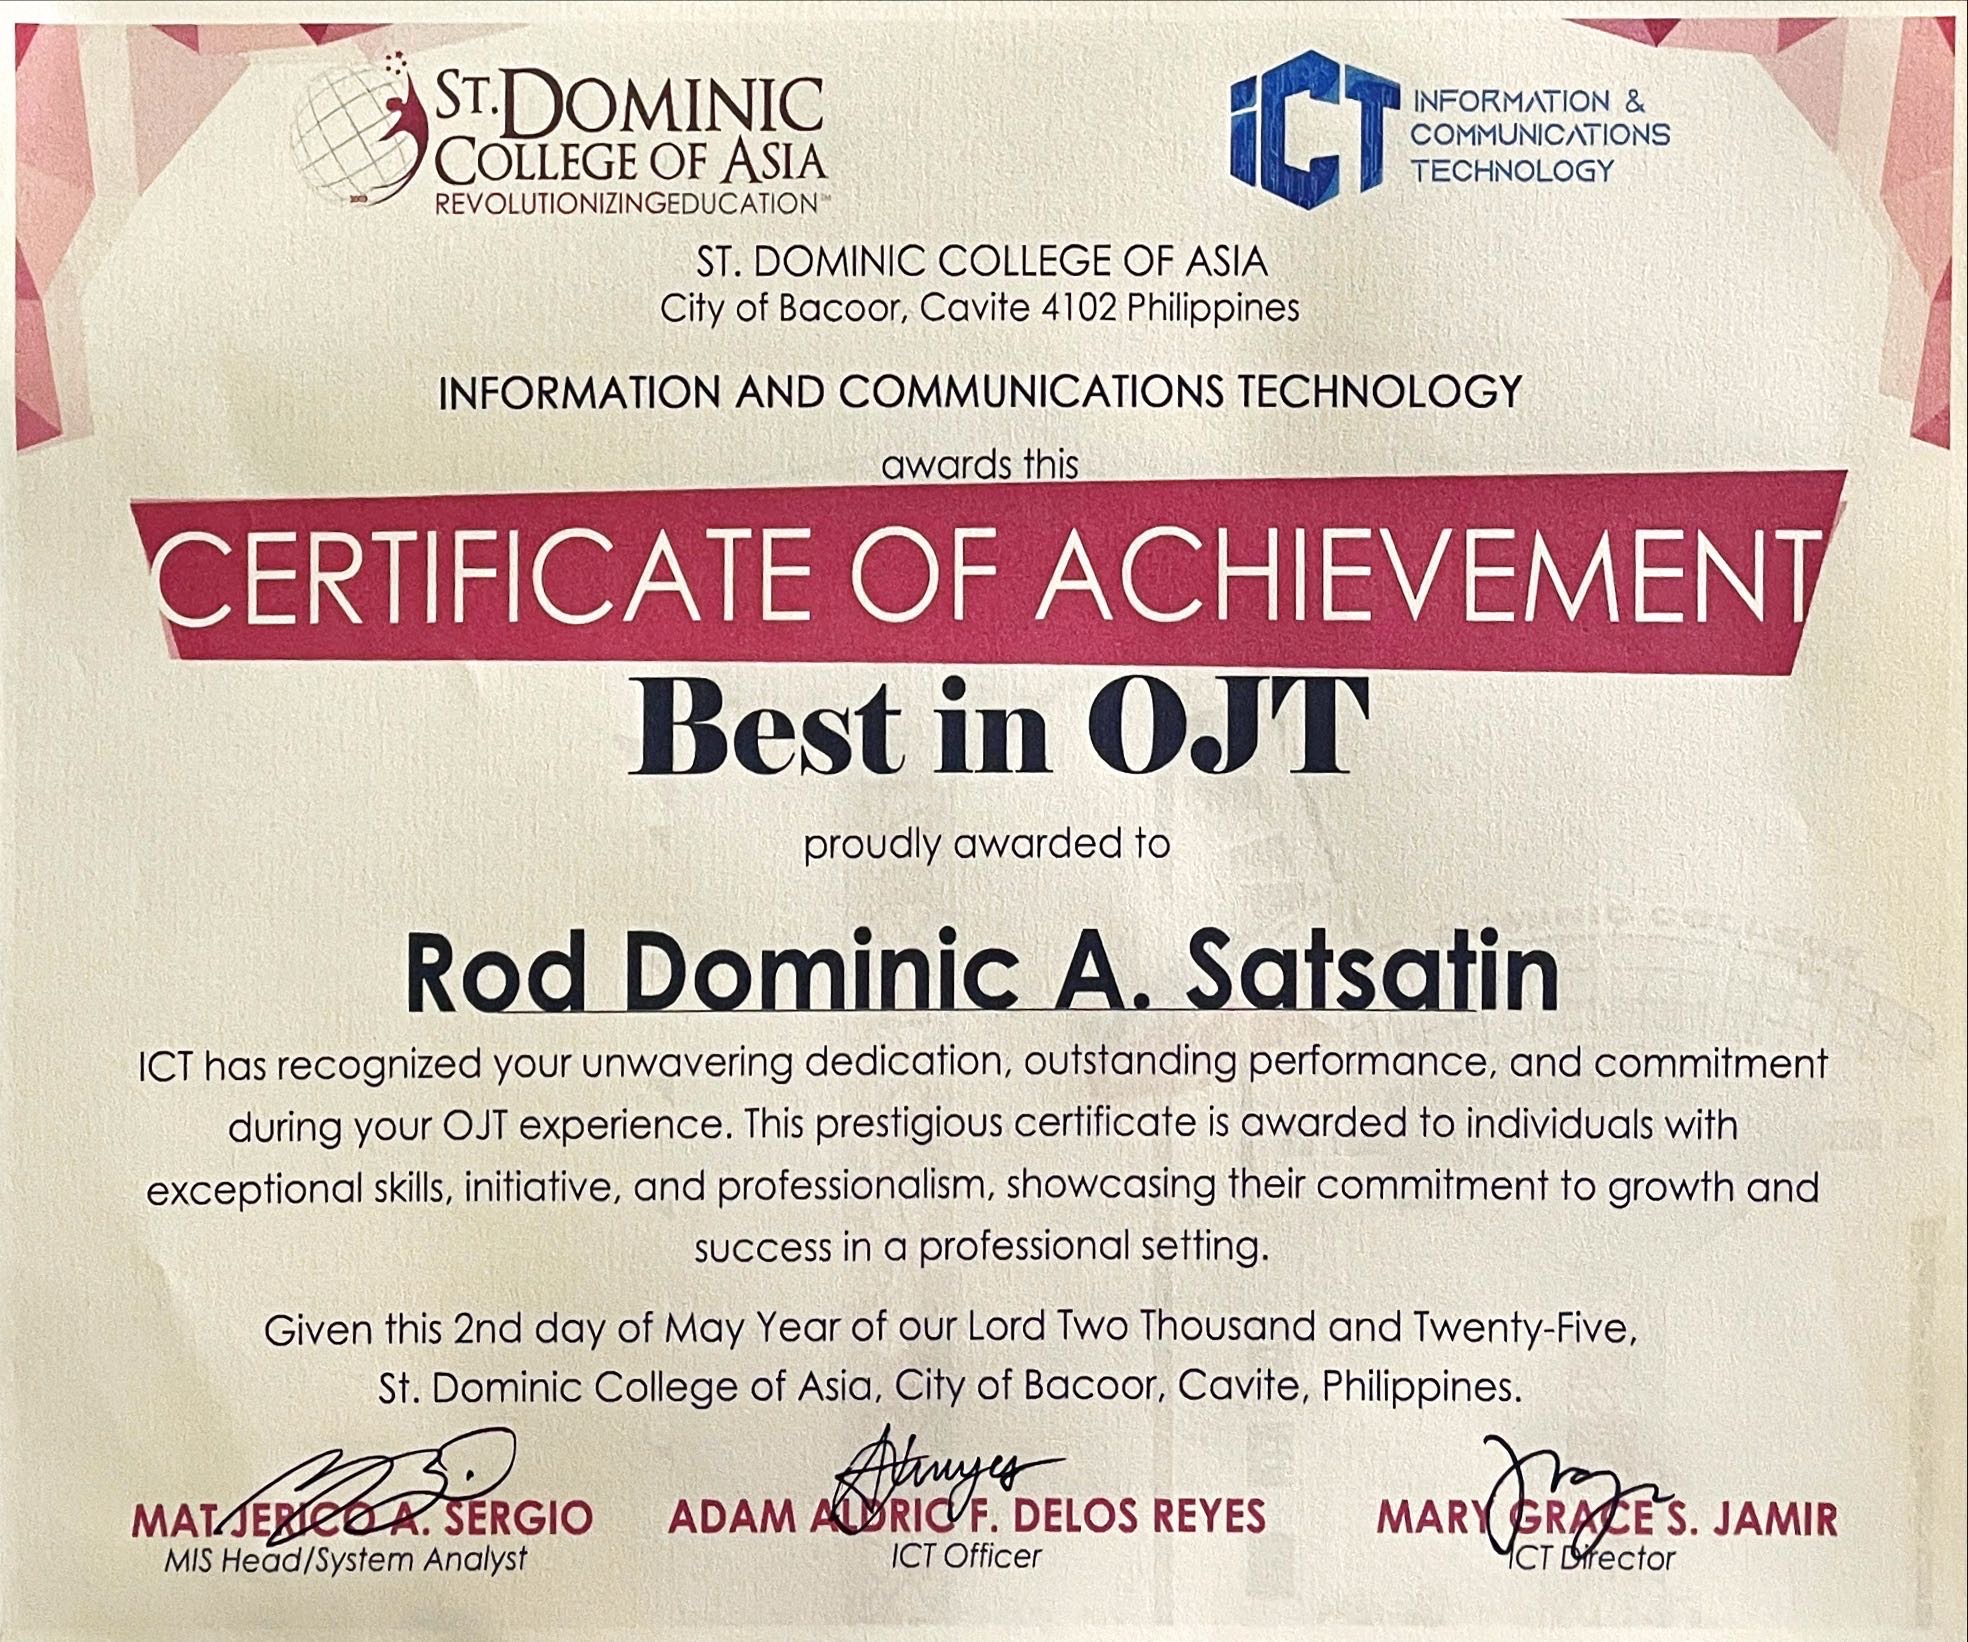 ST. DOMINIC
COLLEGE OF ASIA
REVOLUTIONIZINGEDUCATION
iCT
INFORMATION &
COMMUNICATIONS
TECHNOLOGY
ST. DOMINIC COLLEGE OF ASIA
City of Bacoor, Cavite 4102 Philippines
INFORMATION AND COMMUNICATIONS TECHNOLOGY
awards this
CERTIFICATE OF ACHIEVEMENT
Best in OJT
proudly awarded to
Rod Dominic A. Satsatin
ICT has recognized your unwavering dedication, outstanding performance, and commitment
during your OJT experience. This prestigious certificate is awarded to individuals with
exceptional skills, initiative, and professionalism, showcasing their commitment to growth and
success in a professional setting.
Given this 2nd day of May Year of our Lord Two Thousand and Twenty-Five,
St. Dominic College of Asia, City of Bacoor, Cavite, Philippines.
MAT JERICO A. SERGIO ADAM ALDRIC F. DELOS REYES MARY GRACE S. JAMIR
MIS Head/System Analyst ICT Officer ICT Director